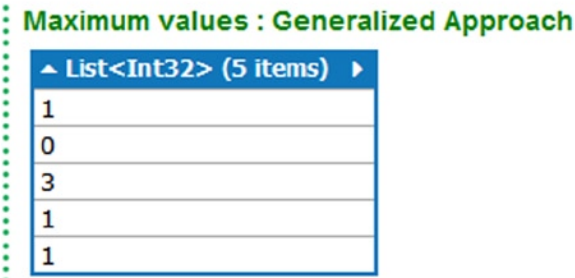 Maximum values : Generalized Approach
List<Int32> (5 items)
1
0
3
1
1